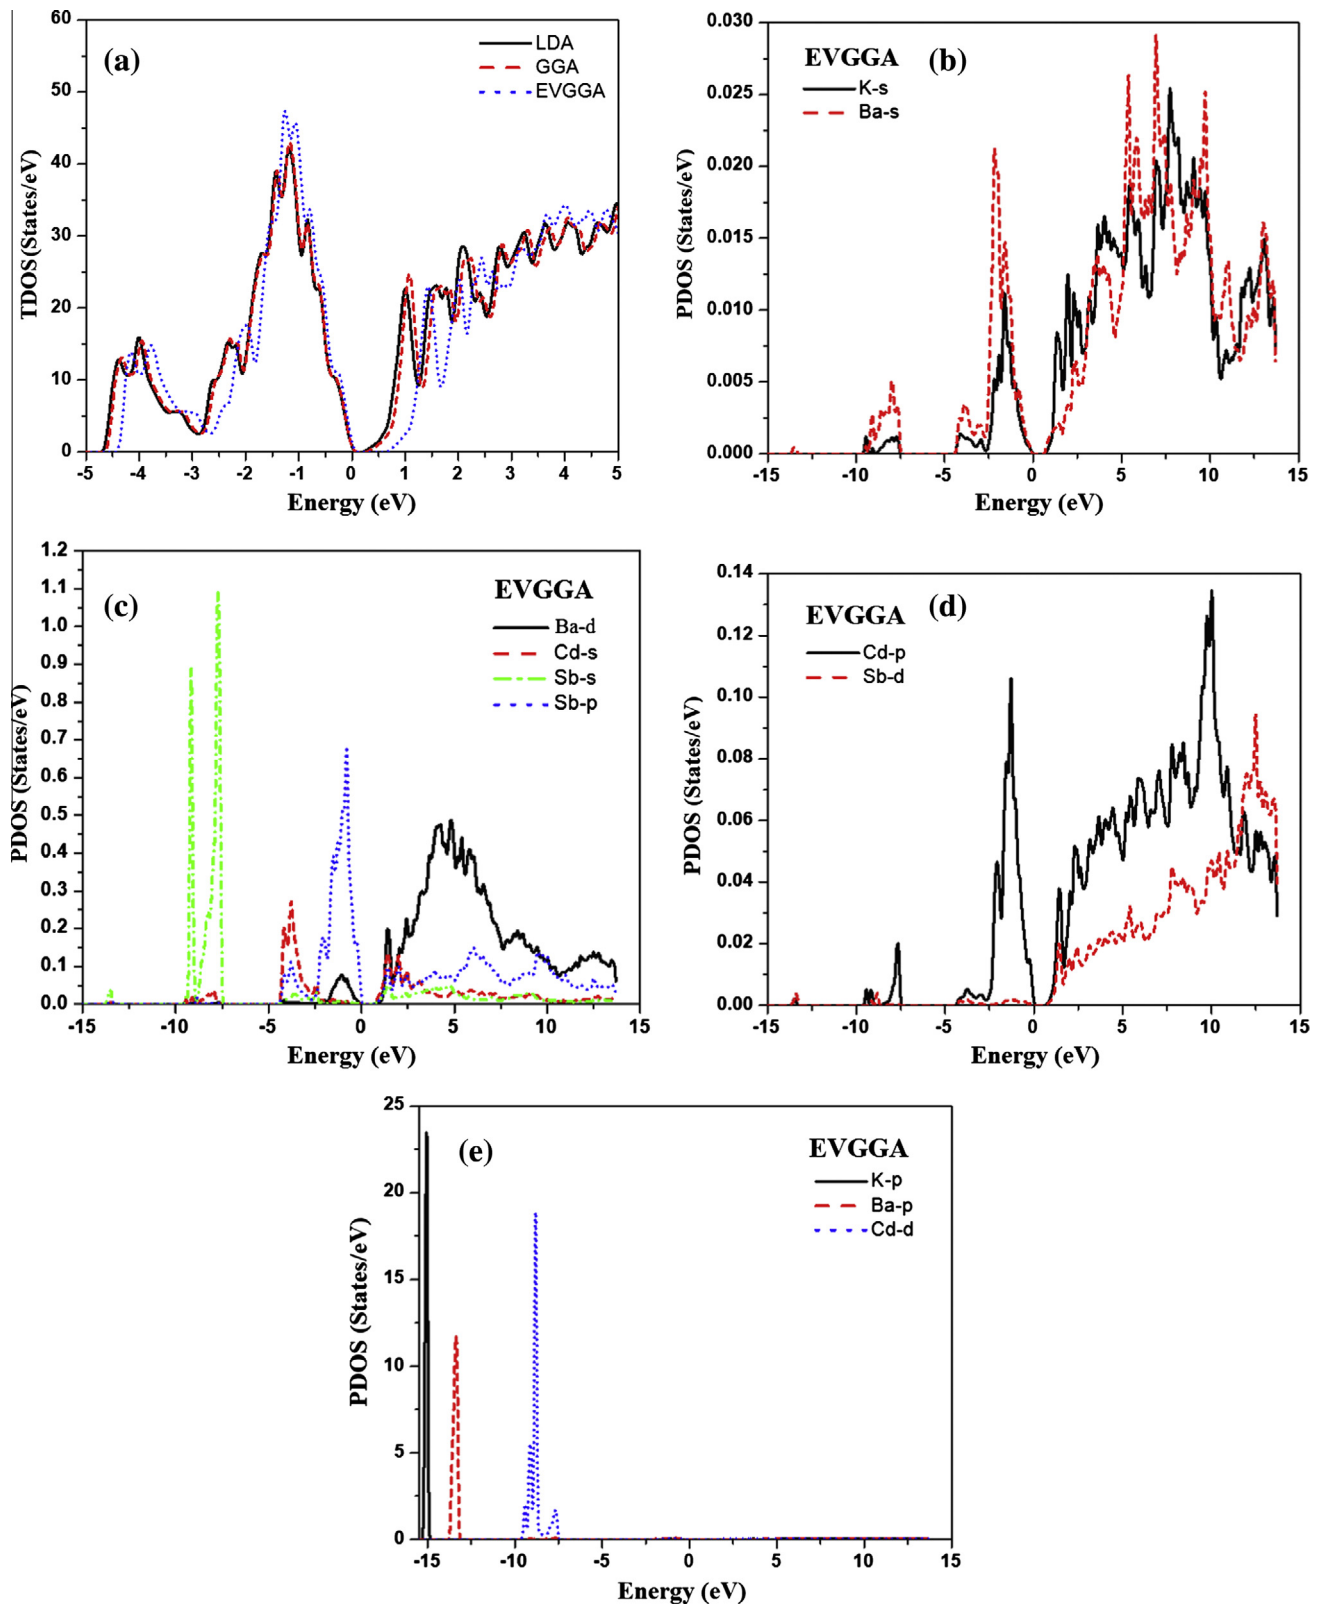 (a)
LDA
GGA
EVGGA
TDOS(States/eV)
60
50
40
30
20
10
0
-5 -4 -3 -2 -1 0 1 2 3 4 5
Energy (eV)
EVGGA
(b)
K-s
Ba-s
PDOS (States/eV)
0.030
0.025
0.020
0.015
0.010
0.005
0.000
-15 -10 -5 0 5 10 15
Energy (eV)
(c)
EVGGA
Ba-d
Cd-s
Sb-s
Sb-p
PDOS (States/eV)
1.2
1.1
1.0
0.9
0.8
0.7
0.6
0.5
0.4
0.3
0.2
0.1
0.0
-15 -10 -5 0 5 10 15
Energy (eV)
EVGGA
(d)
Cd-p
Sb-d
PDOS (States/eV)
0.14
0.12
0.10
0.08
0.06
0.04
0.02
0.00
-15 -10 -5 0 5 10 15
Energy (eV)
(e)
EVGGA
K-p
Ba-p
Cd-d
PDOS (States/eV)
25
20
15
10
5
0
-15 -10 -5 0 5 10 15
Energy (eV)